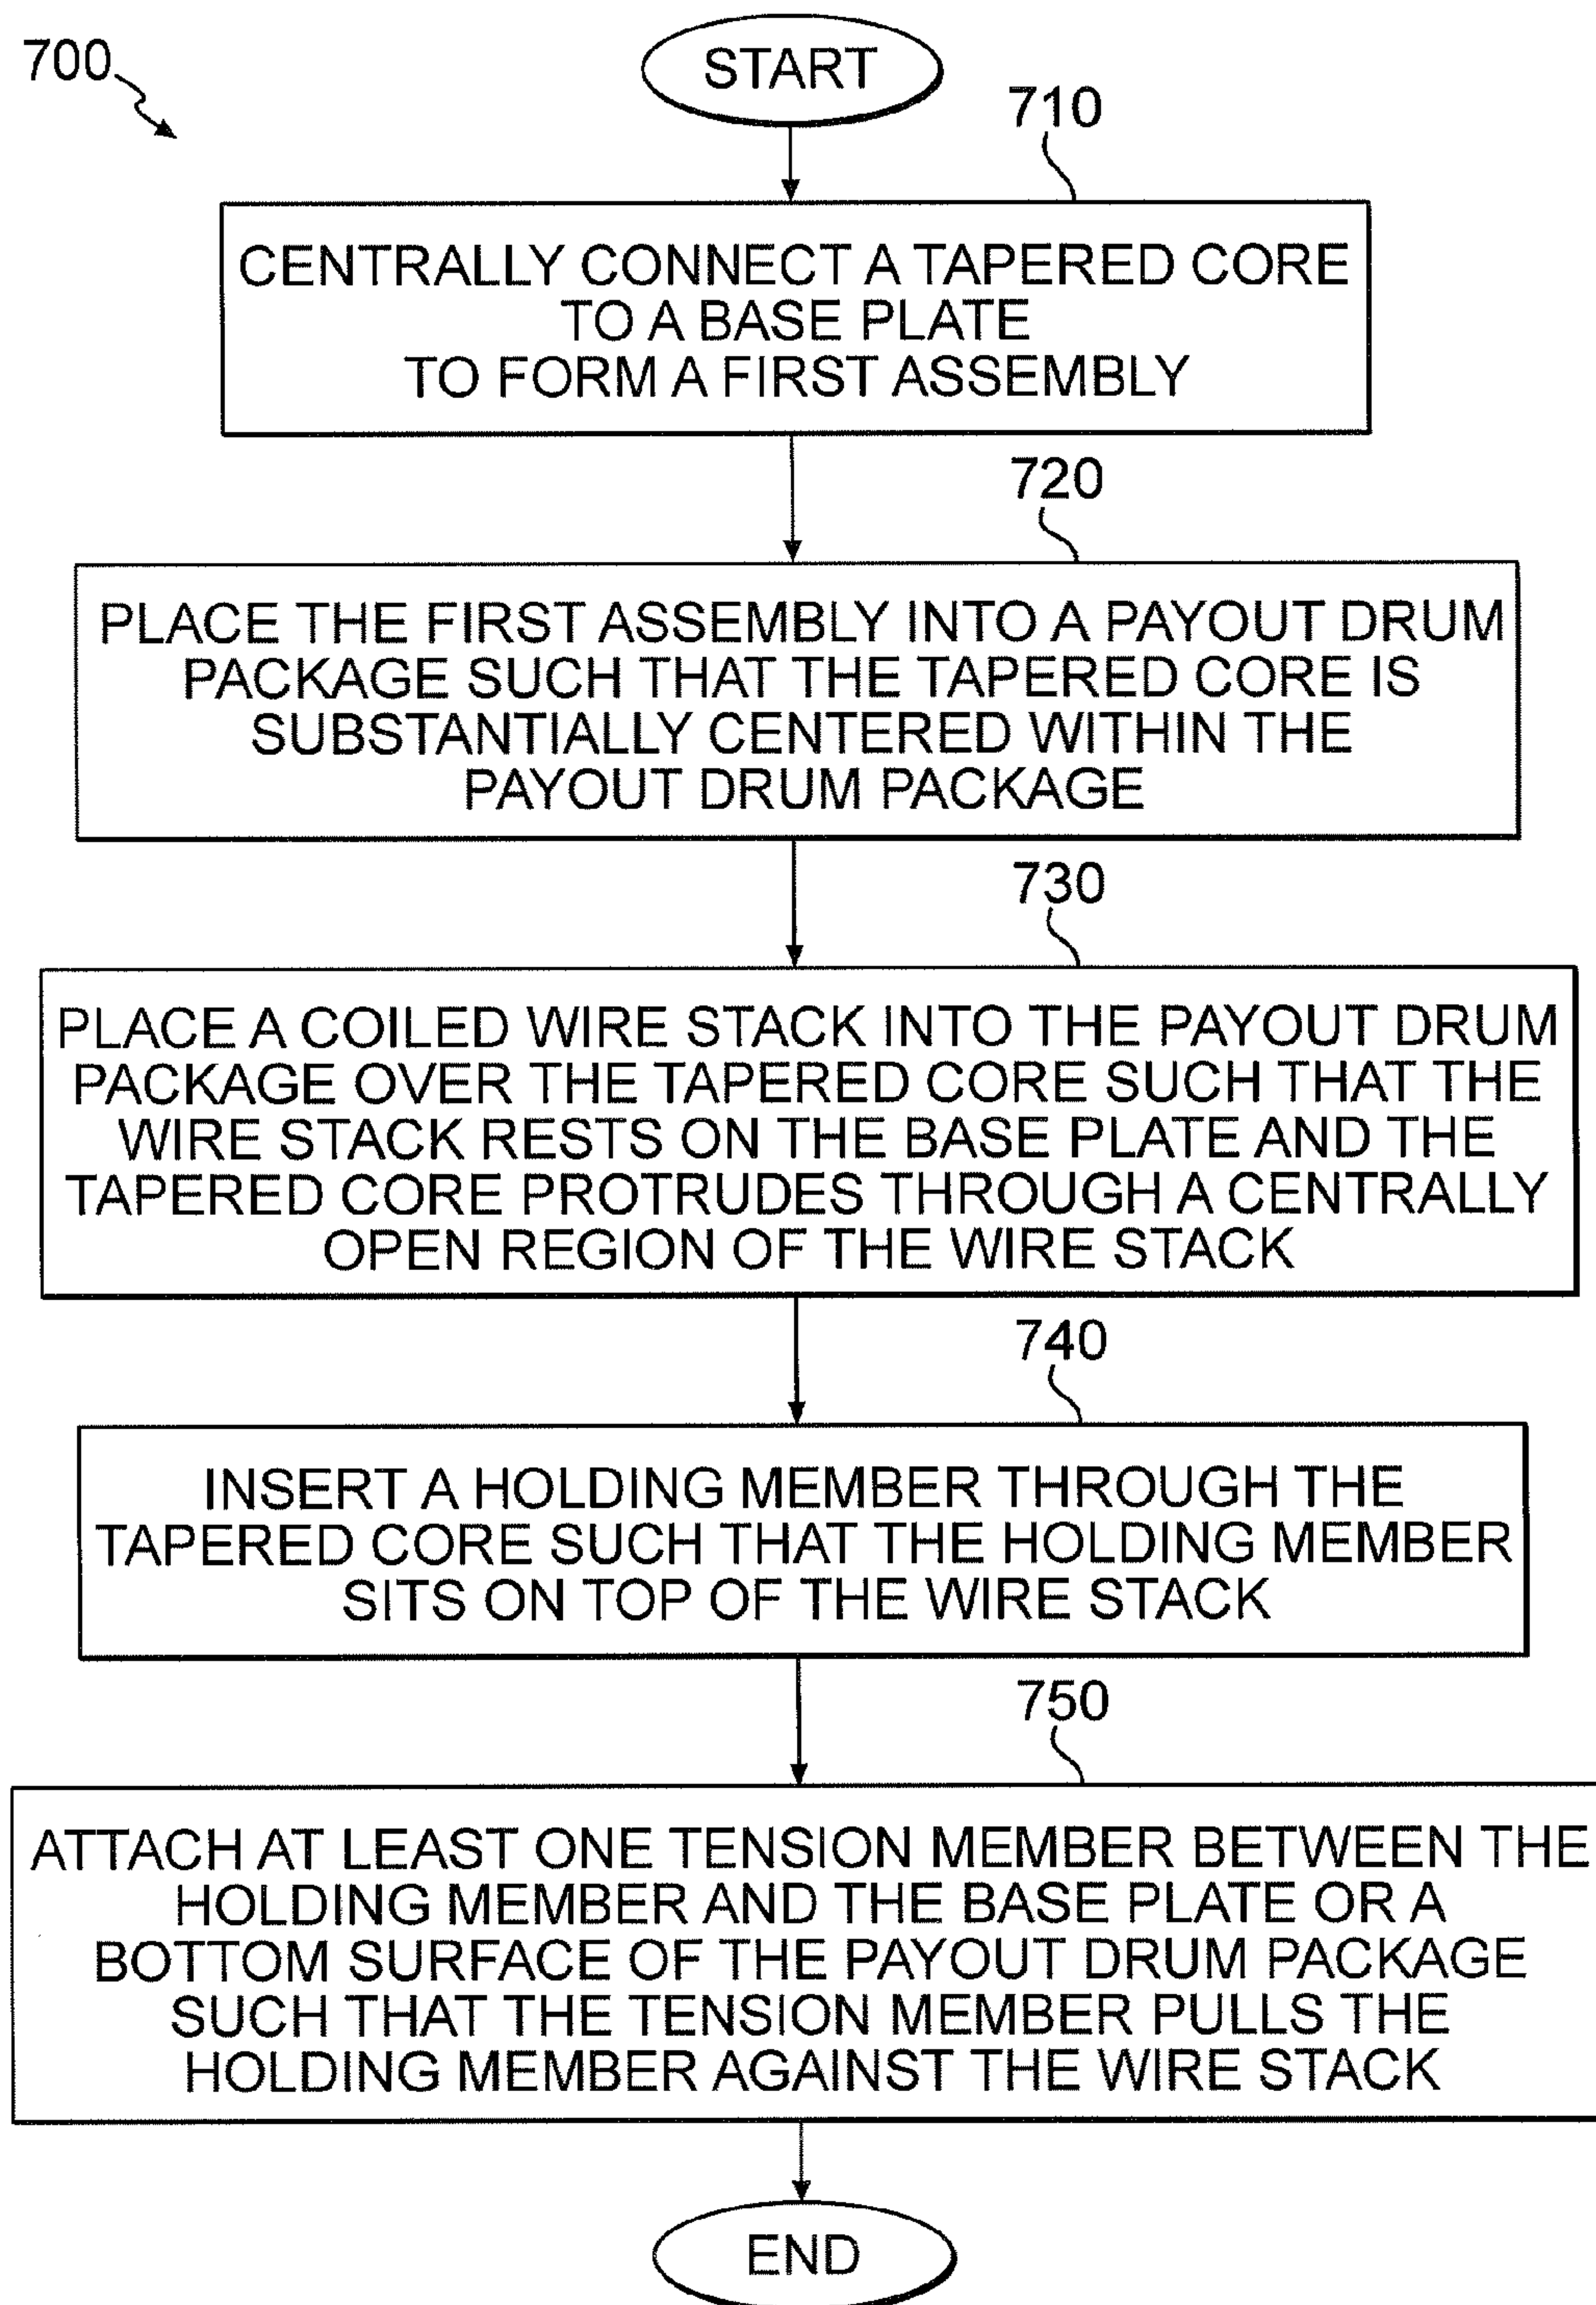 700
START
710
CENTRALLY CONNECT A TAPERED CORE
TO A BASE PLATE
TO FORM A FIRST ASSEMBLY
720
PLACE THE FIRST ASSEMBLY INTO A PAYOUT DRUM
PACKAGE SUCH THAT THE TAPERED CORE IS
SUBSTANTIALLY CENTERED WITHIN THE
PAYOUT DRUM PACKAGE
730
PLACE A COILED WIRE STACK INTO THE PAYOUT DRUM
PACKAGE OVER THE TAPERED CORE SUCH THAT THE
WIRE STACK RESTS ON THE BASE PLATE AND THE
TAPERED CORE PROTRUDES THROUGH A CENTRALLY
OPEN REGION OF THE WIRE STACK
740
INSERT A HOLDING MEMBER THROUGH THE
TAPERED CORE SUCH THAT THE HOLDING MEMBER
SITS ON TOP OF THE WIRE STACK
750
ATTACH AT LEAST ONE TENSION MEMBER BETWEEN THE
HOLDING MEMBER AND THE BASE PLATE OR A
BOTTOM SURFACE OF THE PAYOUT DRUM PACKAGE
SUCH THAT THE TENSION MEMBER PULLS THE
HOLDING MEMBER AGAINST THE WIRE STACK
END